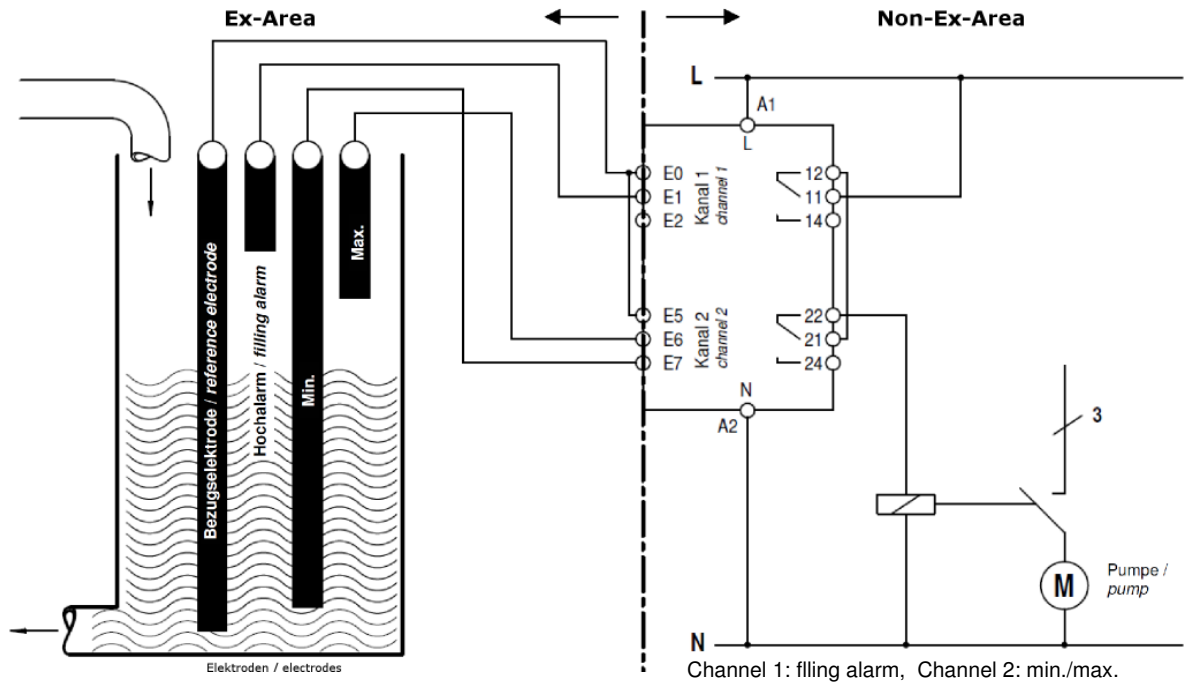 Ex-Area
Non-Ex-Area
L
A1
L
E0
E1
E2
Kanal 1
channel 1
12
11
14
E5
E6
E7
Kanal 2
channel 2
22
21
24
N
A2
3
M
Pumpe /
pump
N
Bezugselektrode / reference electrode
Hochalarm / filling alarm
Min.
Max.
Elektroden / electrodes
Channel 1: flling alarm, Channel 2: min./max.